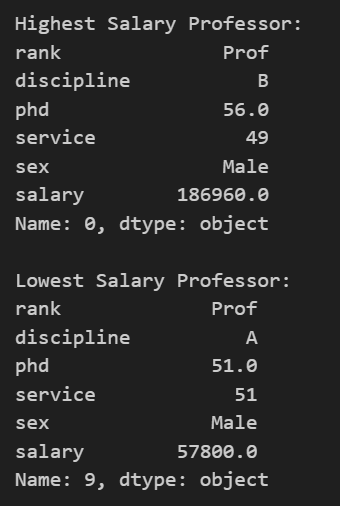 Highest Salary Professor:
rank                Prof
discipline             B
phd                 56.0
service               49
sex                 Male
salary          186960.0
Name: 0, dtype: object

Lowest Salary Professor:
rank               Prof
discipline            A
phd                51.0
service              51
sex                Male
salary          57800.0
Name: 9, dtype: object